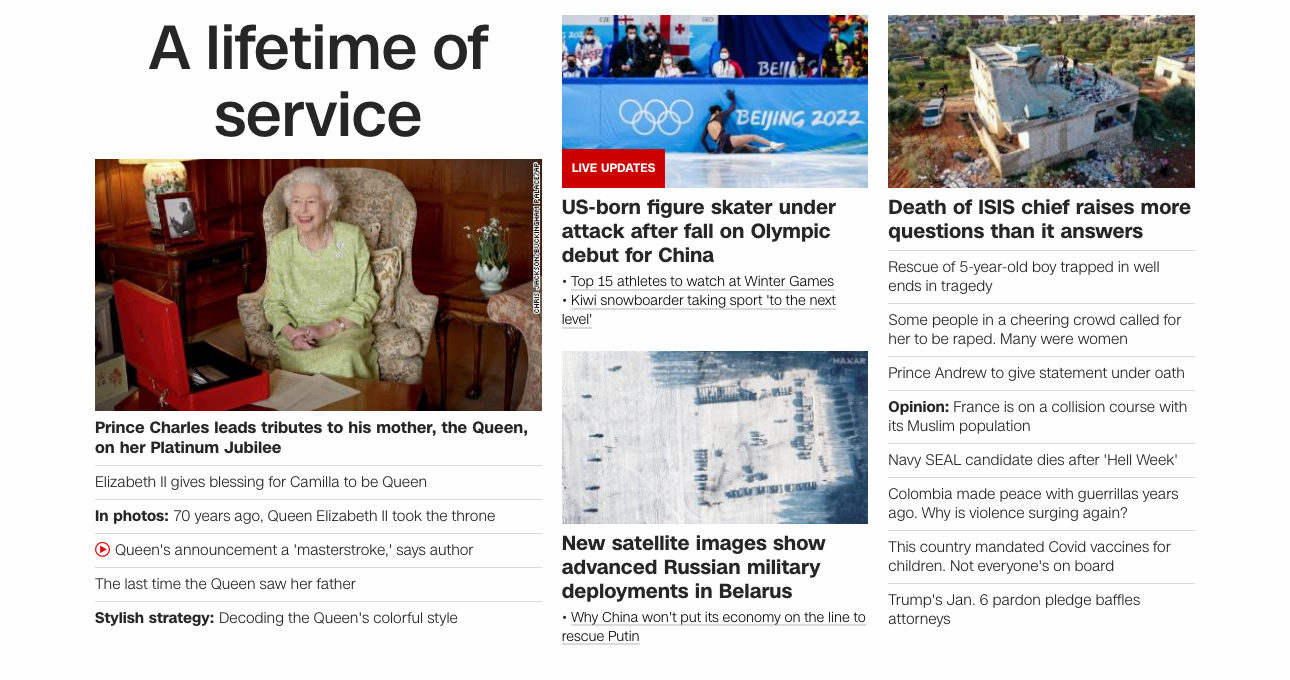 A lifetime of
service
CHRIS JACKSON/BUCKINGHAM PALACE/AP
Prince Charles leads tributes to his mother, the Queen,
on her Platinum Jubilee
Elizabeth II gives blessing for Camilla to be Queen
In photos: 70 years ago, Queen Elizabeth II took the throne
Queen's announcement a 'masterstroke,' says author
The last time the Queen saw her father
Stylish strategy: Decoding the Queen's colorful style
CZE
GEO
BEIJI
BEIJING 2022
LIVE UPDATES
US-born figure skater under
attack after fall on Olympic
debut for China
• Top 15 athletes to watch at Winter Games
• Kiwi snowboarder taking sport 'to the next
level'
MAXAR
New satellite images show
advanced Russian military
deployments in Belarus
• Why China won't put its economy on the line to
rescue Putin
Death of ISIS chief raises more
questions than it answers
Rescue of 5-year-old boy trapped in well
ends in tragedy
Some people in a cheering crowd called for
her to be raped. Many were women
Prince Andrew to give statement under oath
Opinion: France is on a collision course with
its Muslim population
Navy SEAL candidate dies after 'Hell Week'
Colombia made peace with guerrillas years
ago. Why is violence surging again?
This country mandated Covid vaccines for
children. Not everyone's on board
Trump's Jan. 6 pardon pledge baffles
attorneys